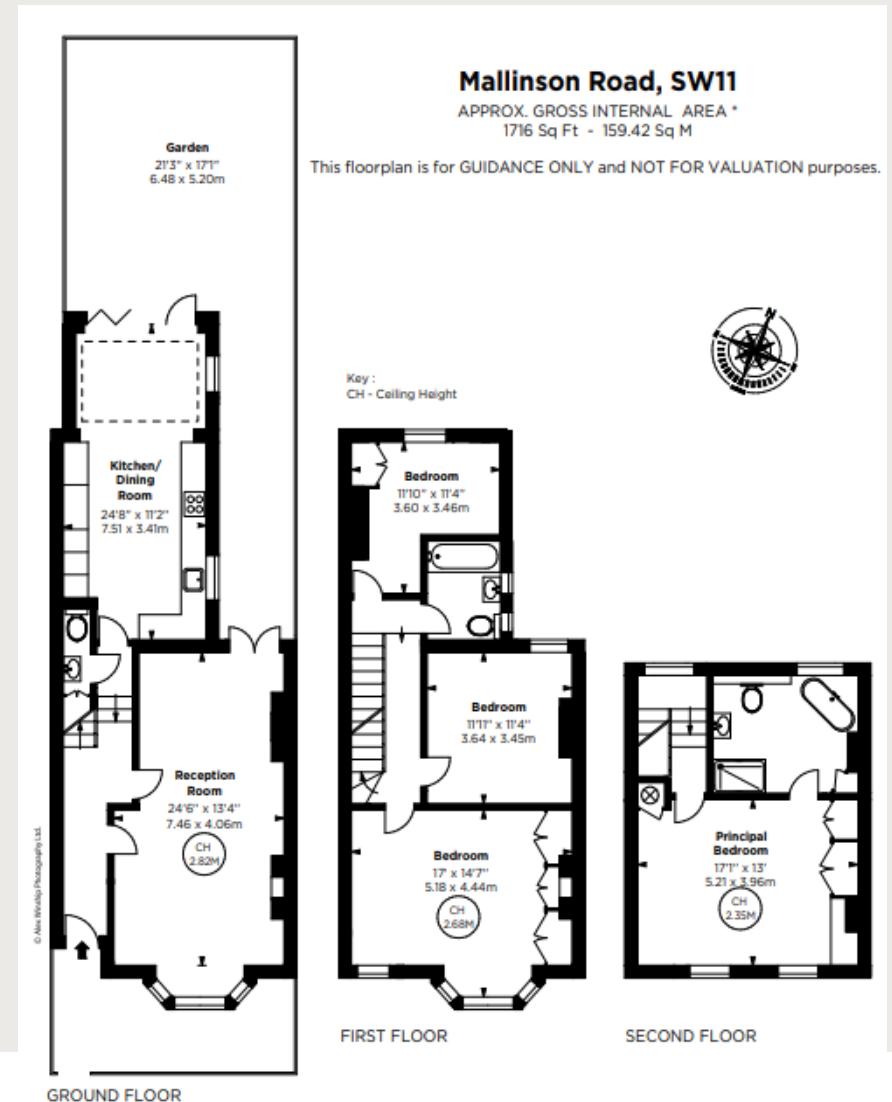 Mallinson Road, SW11
APPROX. GROSS INTERNAL AREA *
1716 Sq Ft - 159.42 Sq M
This floorplan is for GUIDANCE ONLY and NOT FOR VALUATION purposes.
Garden
21'3" x 17'1"
6.48 x 5.20m
N
Key :
CH - Ceiling Height
Kitchen/
Dining
Room
24'8" x 11'2"
7.51 x 3.41m
Reception
Room
24'6" x 13'4"
7.46 x 4.06m
CH
2.82M
© Alex Winship Photography Ltd.
GROUND FLOOR
Bedroom
11'10" x 11'4"
3.60 x 3.46m
Bedroom
11'11" x 11'4"
3.64 x 3.45m
Bedroom
17' x 14'7"
5.18 x 4.44m
CH
2.68M
FIRST FLOOR
Principal
Bedroom
17'1" x 13'
5.21 x 3.96m
CH
2.35M
SECOND FLOOR